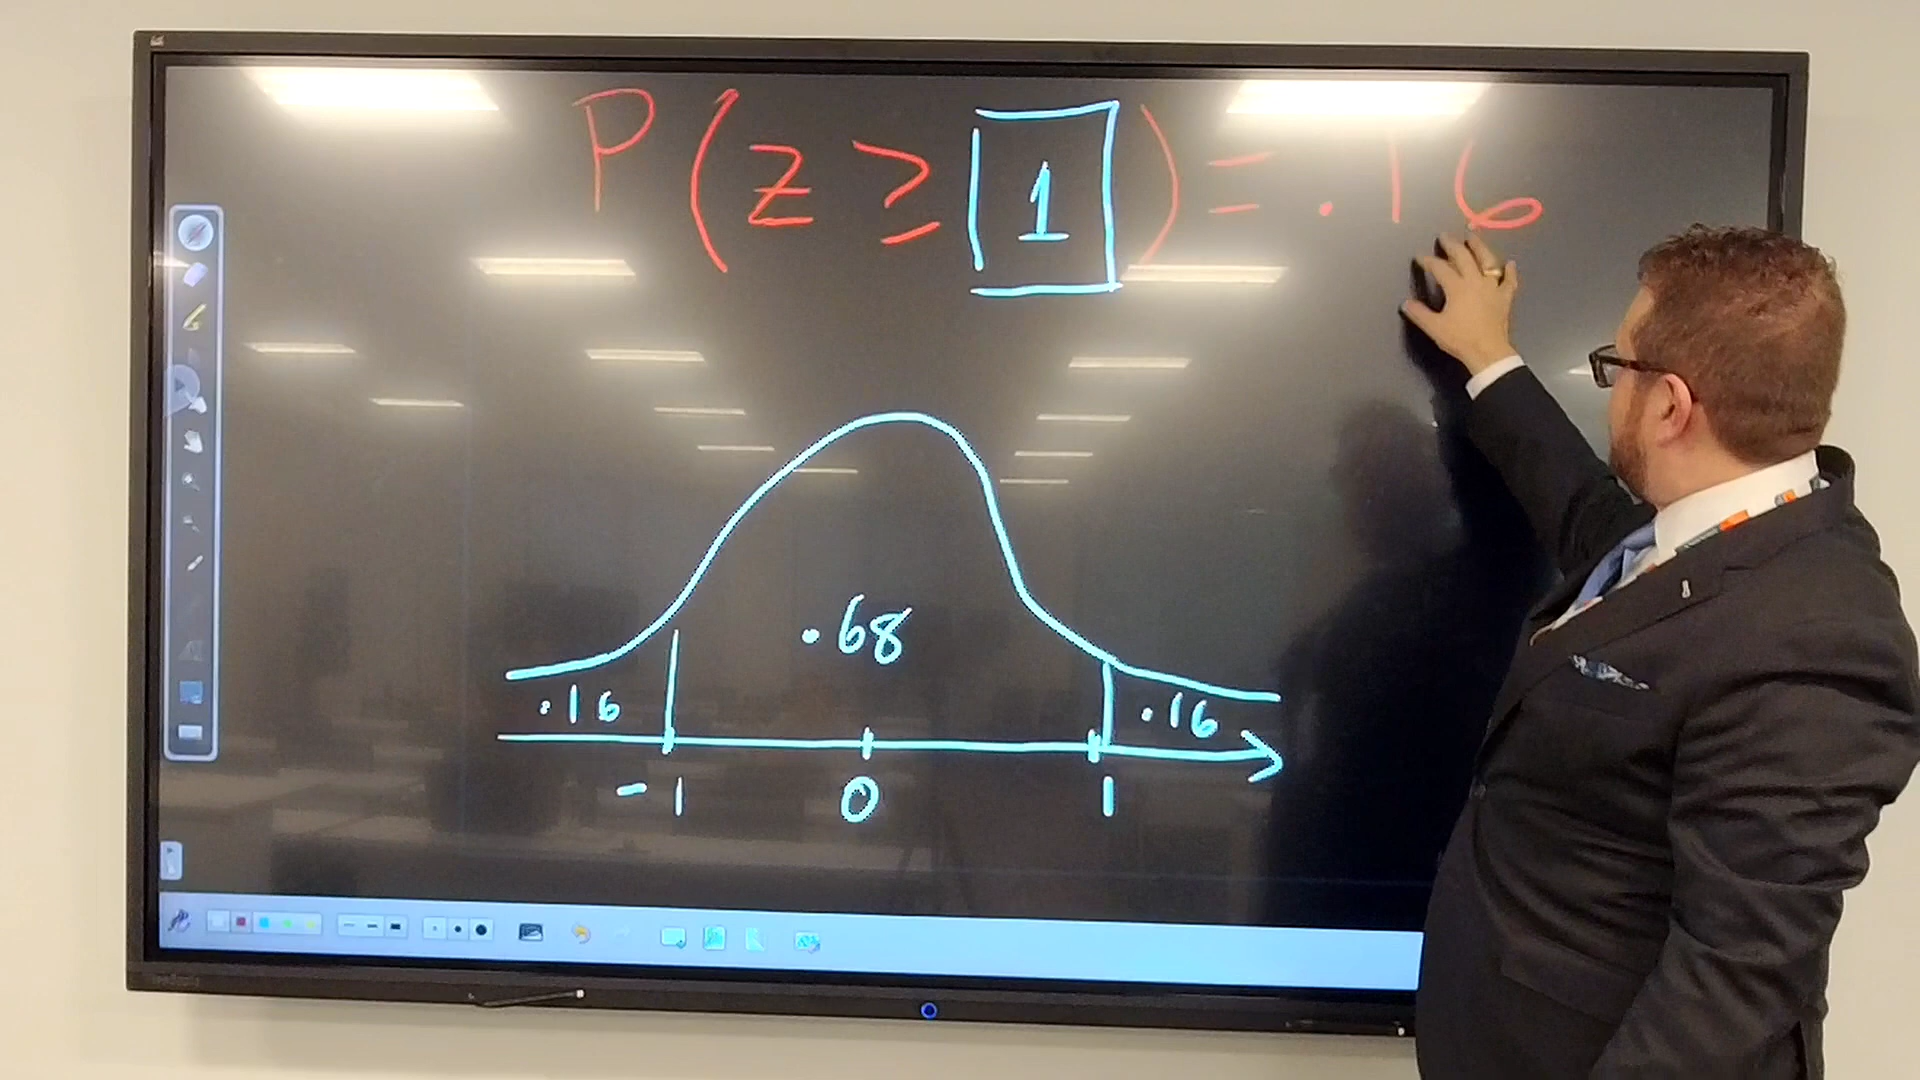 P(z ≥ 1) = .16
.68
.16 .16
-1 0 1